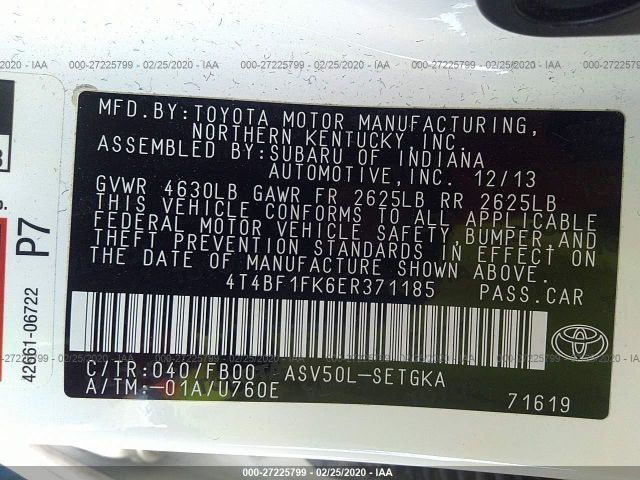 000-27225799 - 02/25/2020 - IAA
MFD.BY:TOYOTA MOTOR MANUFACTURING,
NORTHERN KENTUCKY,INC.
ASSEMBLED BY:SUBARU OF INDIANA
AUTOMOTIVE,INC. 12/13
GVWR 4630LB GAWR FR 2625LB RR 2625LB
THIS VEHICLE CONFORMS TO ALL APPLICABLE
FEDERAL MOTOR VEHICLE SAFETY,BUMPER,AND
THEFT PREVENTION STANDARDS IN EFFECT ON
THE DATE OF MANUFACTURE SHOWN ABOVE.
4T4BF1FK6ER371185 PASS.CAR
C/TR:040/FB00 ASV50L-SETGKA
A/TM:-01A/U760E
71619
TOYOTA
P7
42661-06722
000-27225799 - 02/25/2020 - IAA